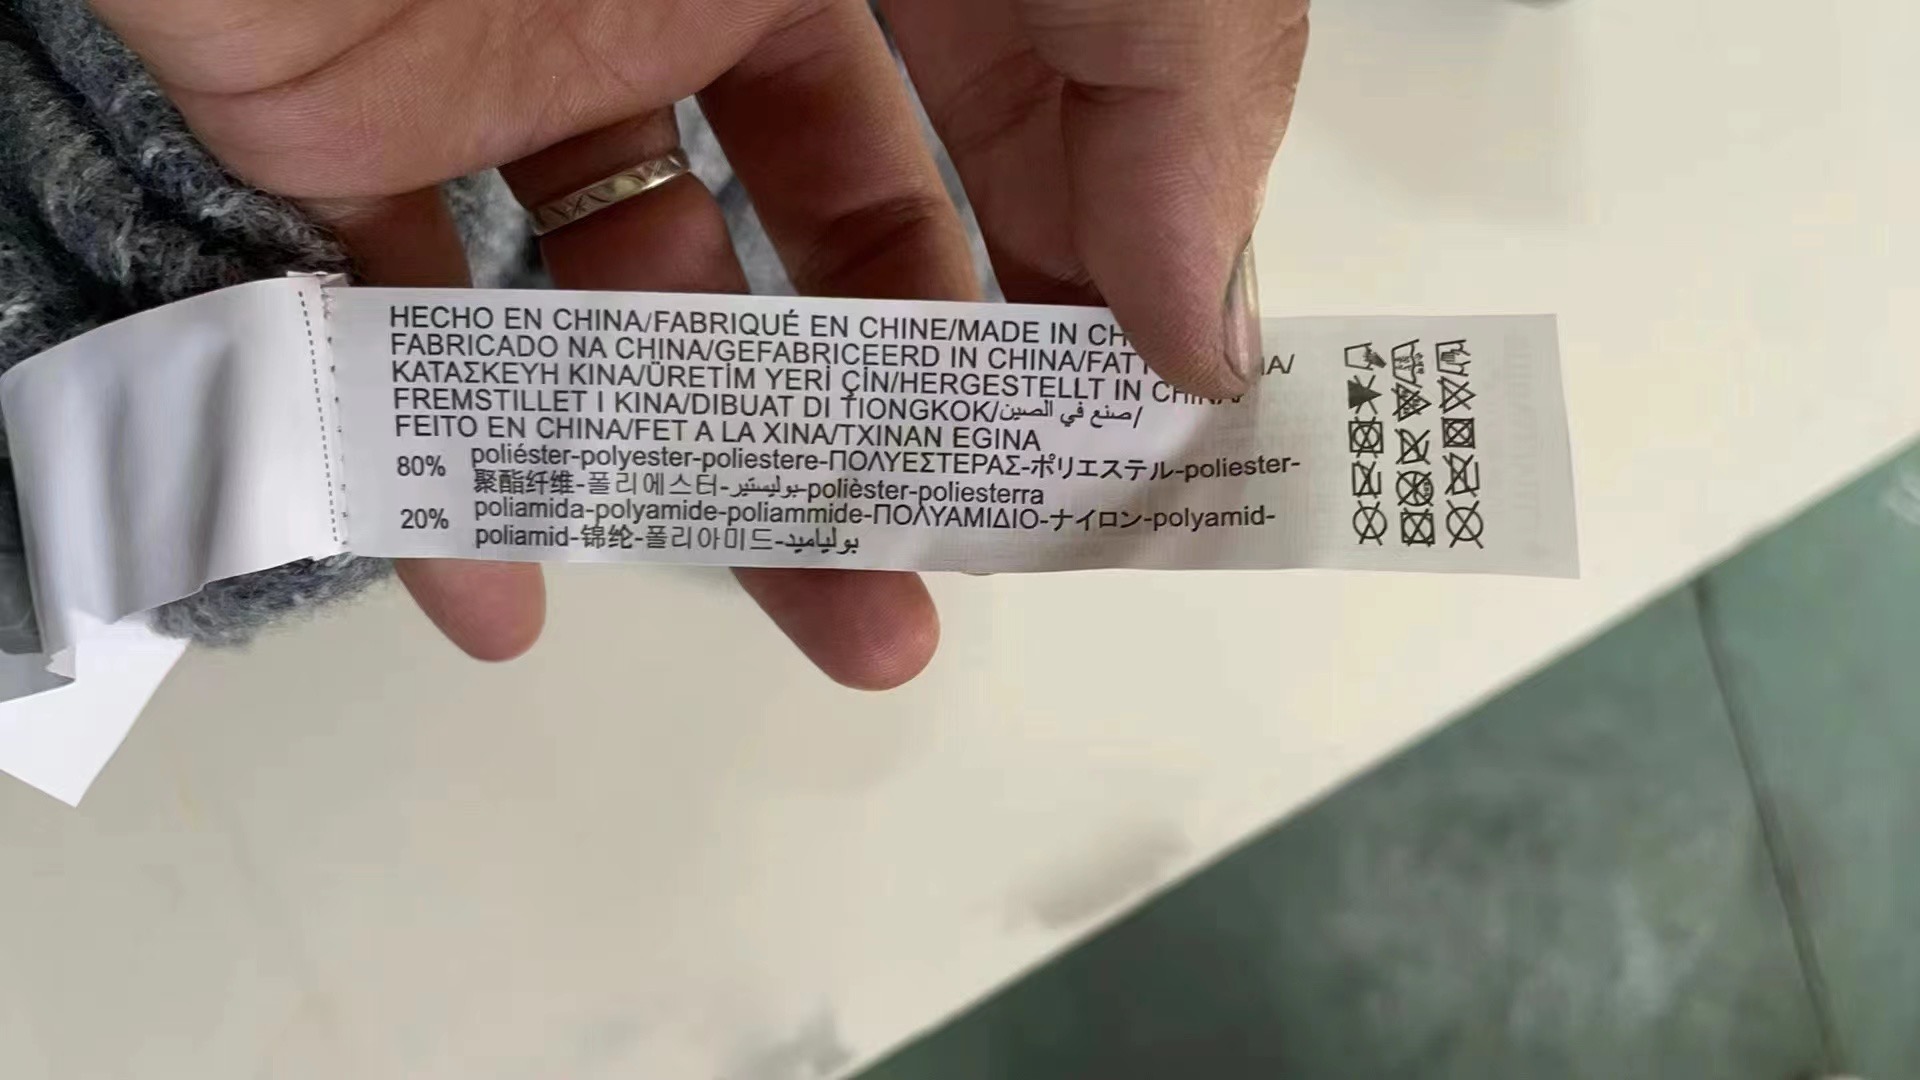 HECHO EN CHINA/FABRIQUÉ EN CHINE/MADE IN
FABRICADO NA CHINA/GEFABRICEERD IN CHINA/
ΚΑΤΑΣΚΕΥΗ ΚΙΝΑ/ÜRETİM YERİ ÇİN/HERGESTELLT IN CHINA/
FREMSTILLET I KINA/DIBUAT DI TIONGKOK/صنع في الصين/
FEITO EN CHINA/FET A LA XINA/TXINAN EGINA
80% poliéster-polyester-poliestere-ΠΟΛΥΕΣΤΕΡΑΣ-ポリエステル-poliester-
聚酯纤维-폴리에스터-بوليستير-polièster-poliesterra
20% poliamida-polyamide-poliammide-ΠΟΛΥΑΜΙΔΙΟ-ナイロン-polyamid-
poliamid-锦纶-폴리아미드-بولياميد